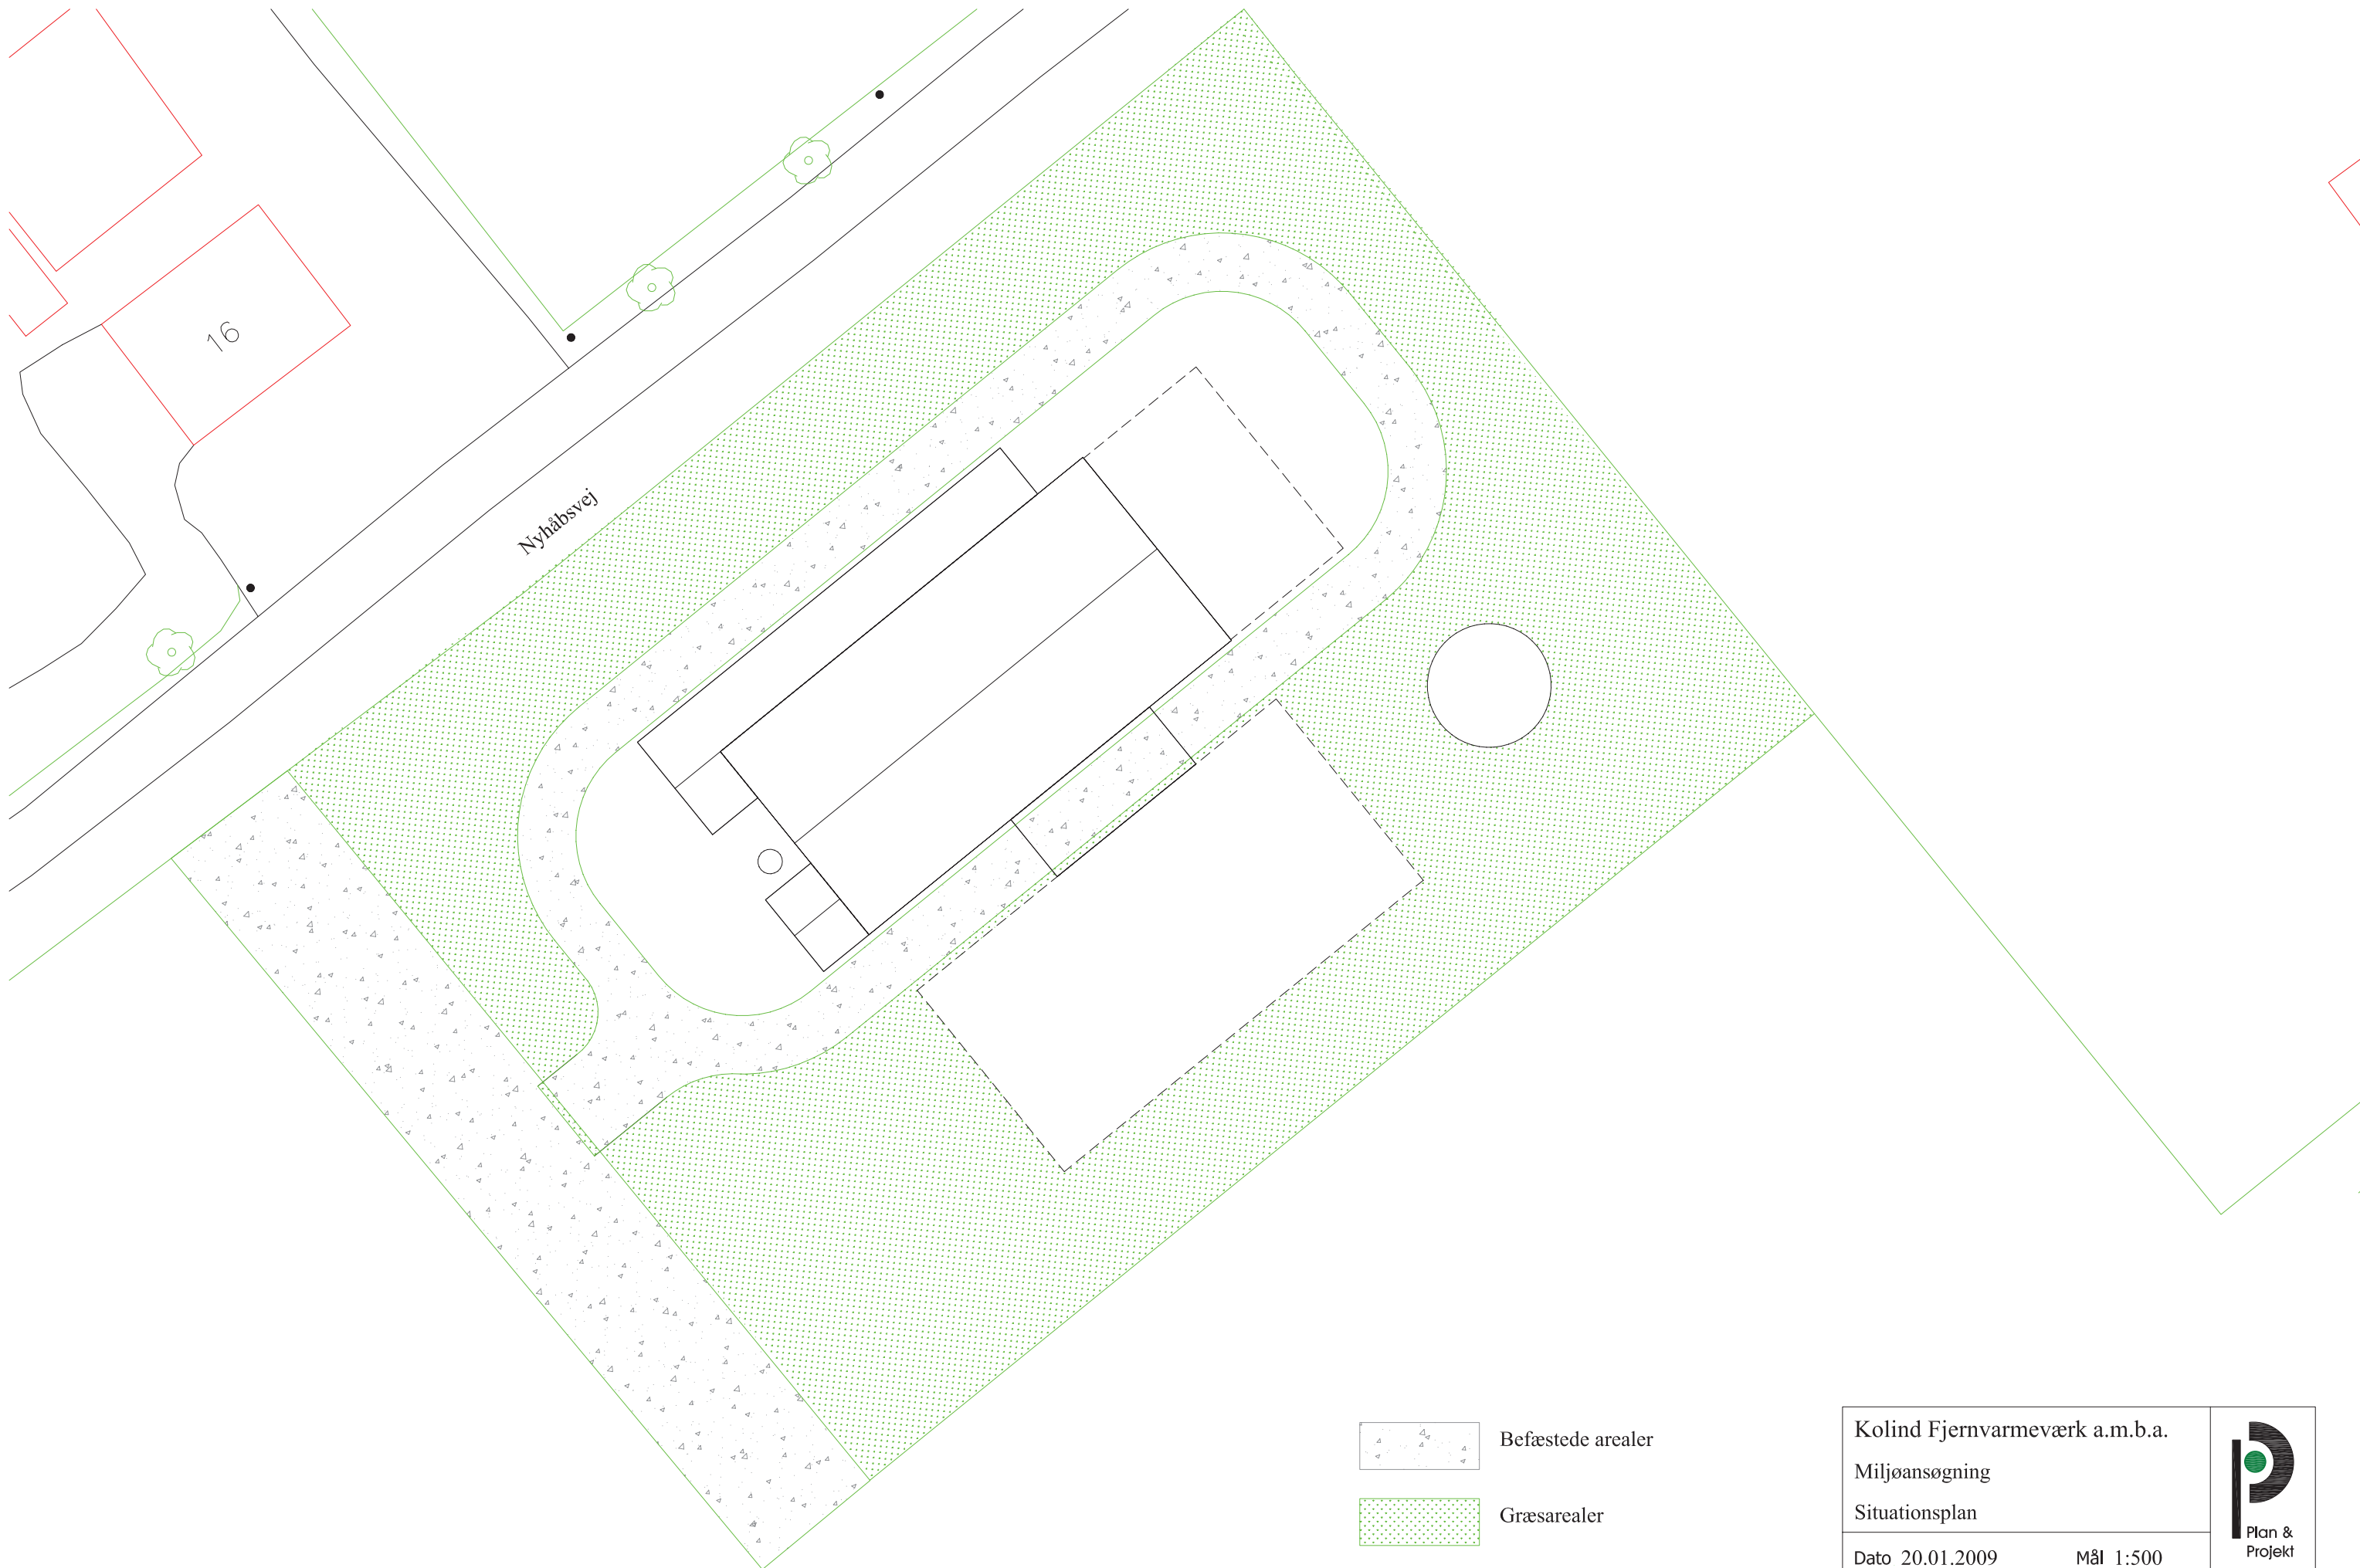 16
Nyhåbsvej
Befæstede arealer
Græsarealer
Kolind Fjernvarmeværk a.m.b.a.
Miljøansøgning
Situationsplan
Dato 20.01.2009 Mål 1:500
Plan &
Projekt